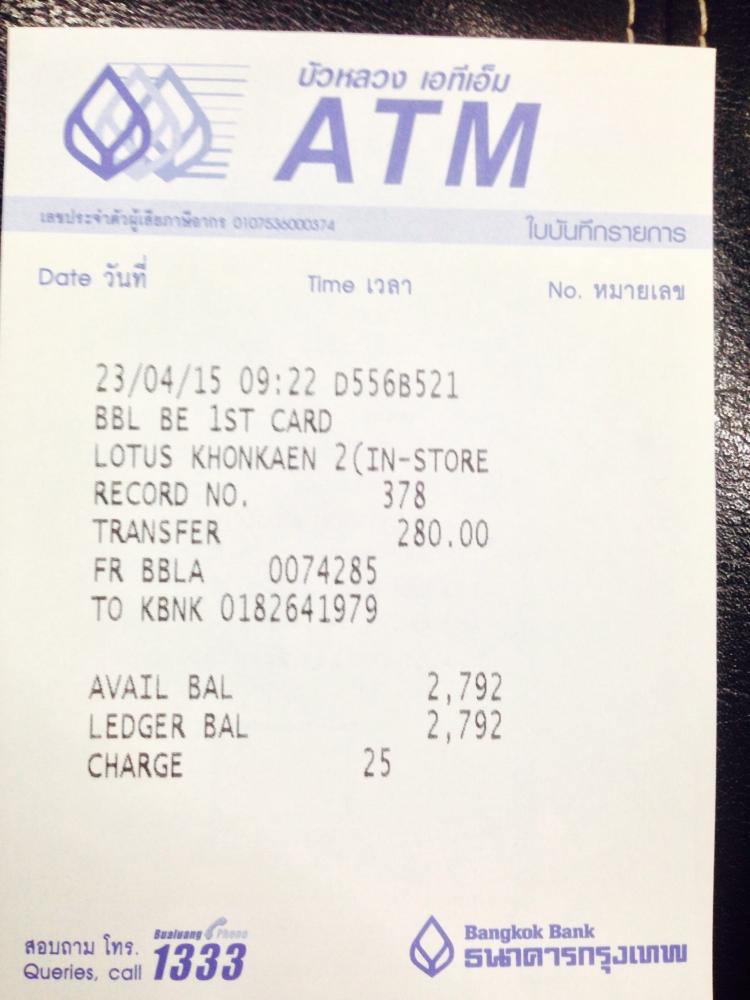 บัวหลวง เอทีเอ็ม
ATM
เลขประจำตัวผู้เสียภาษีอากร 0107536000374
ใบบันทึกรายการ
Date วันที่ Time เวลา No. หมายเลข
23/04/15 09:22 D556B521
BBL BE 1ST CARD
LOTUS KHONKAEN 2(IN-STORE
RECORD NO. 378
TRANSFER 280.00
FR BBLA 0074285
TO KBNK 0182641979
AVAIL BAL 2,792
LEDGER BAL 2,792
CHARGE 25
สอบถาม โทร.
Queries, call
Bualuang Phone
1333
Bangkok Bank
ธนาคารกรุงเทพ